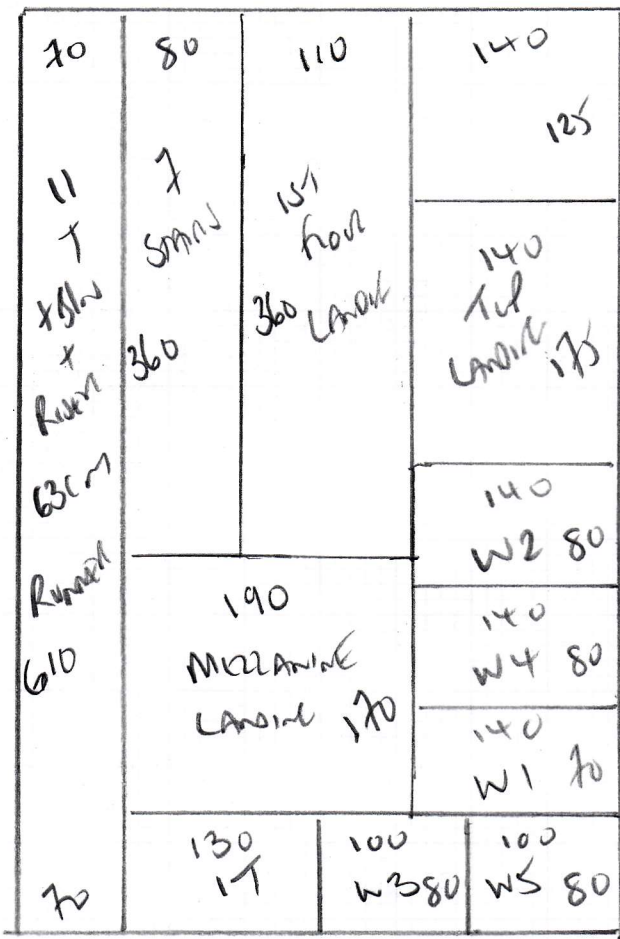 70
11
T
+
RISER
63cm
RUNNER
610
70
80
7
STAIRS
360
110
1ST
FLOOR
360 LANDING
140
125
140
TOP
LANDING 175
140
W2 80
140
W4 80
140
W1 70
190
MEZZANINE
LANDING 170
130
1T
100
W3 80
100
W5 80